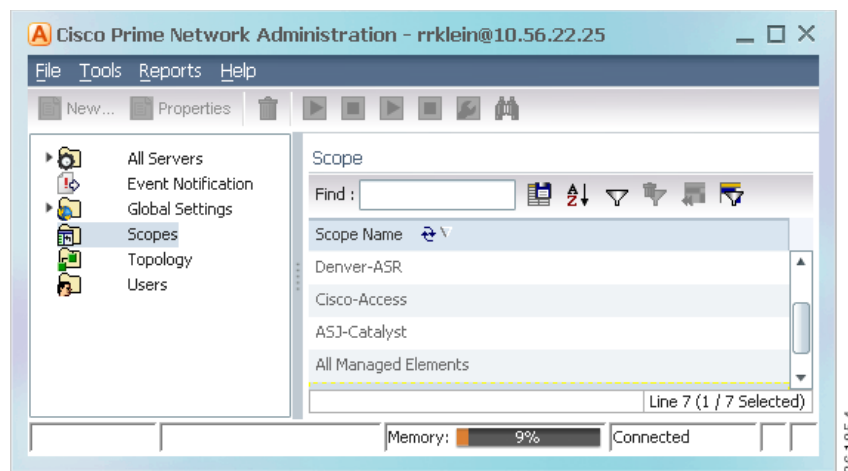 Cisco Prime Network Administration - rrklein@10.56.22.25
File Tools Reports Help
New... Properties
All Servers
Event Notification
Global Settings
Scopes
Topology
Users
Scope
Find :
Scope Name
Denver-ASR
Cisco-Access
ASJ-Catalyst
All Managed Elements
Line 7 (1 / 7 Selected)
Memory: 9% Connected